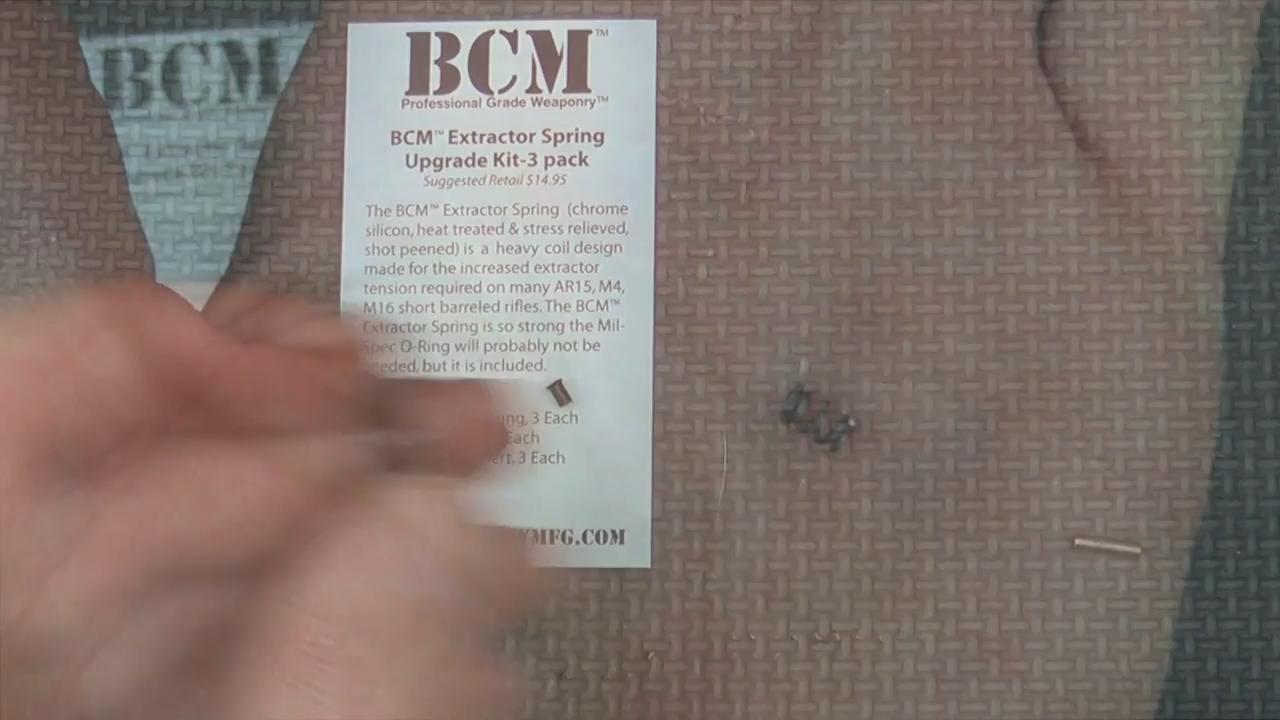 BCM
BCM™
Professional Grade Weaponry™
BCM™ Extractor Spring
Upgrade Kit-3 pack
Suggested Retail $14.95
The BCM™ Extractor Spring (chrome
silicon, heat treated & stress relieved,
shot peened) is a heavy coil design
made for the increased extractor
tension required on many AR15, M4,
M16 short barreled rifles. The BCM™
Extractor Spring is so strong the Mil-
Spec O-Ring will probably not be
needed, but it is included.
3 Each
Each
3 Each
MFG.COM